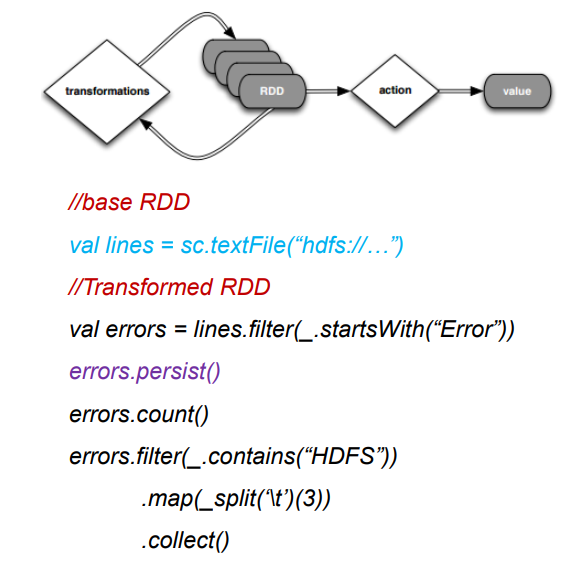 transformations
RDD
action
value
//base RDD
val lines = sc.textFile(“hdfs://…”)
//Transformed RDD
val errors = lines.filter(_.startsWith(“Error”))
errors.persist()
errors.count()
errors.filter(_.contains(“HDFS”))
.map(_split(‘\t’)(3))
.collect()